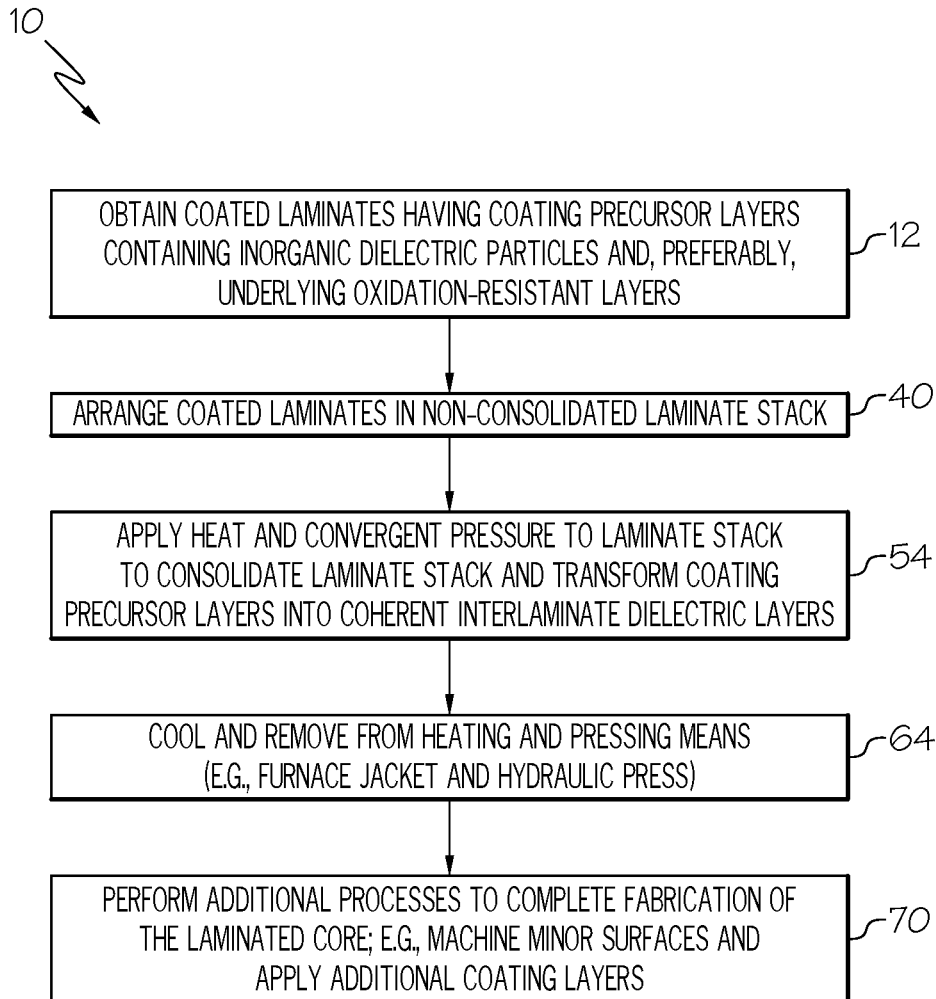 10
OBTAIN COATED LAMINATES HAVING COATING PRECURSOR LAYERS
CONTAINING INORGANIC DIELECTRIC PARTICLES AND, PREFERABLY,
UNDERLYING OXIDATION-RESISTANT LAYERS
12
ARRANGE COATED LAMINATES IN NON-CONSOLIDATED LAMINATE STACK
40
APPLY HEAT AND CONVERGENT PRESSURE TO LAMINATE STACK
TO CONSOLIDATE LAMINATE STACK AND TRANSFORM COATING
PRECURSOR LAYERS INTO COHERENT INTERLAMINATE DIELECTRIC LAYERS
54
COOL AND REMOVE FROM HEATING AND PRESSING MEANS
(E.G., FURNACE JACKET AND HYDRAULIC PRESS)
64
PERFORM ADDITIONAL PROCESSES TO COMPLETE FABRICATION OF
THE LAMINATED CORE; E.G., MACHINE MINOR SURFACES AND
APPLY ADDITIONAL COATING LAYERS
70